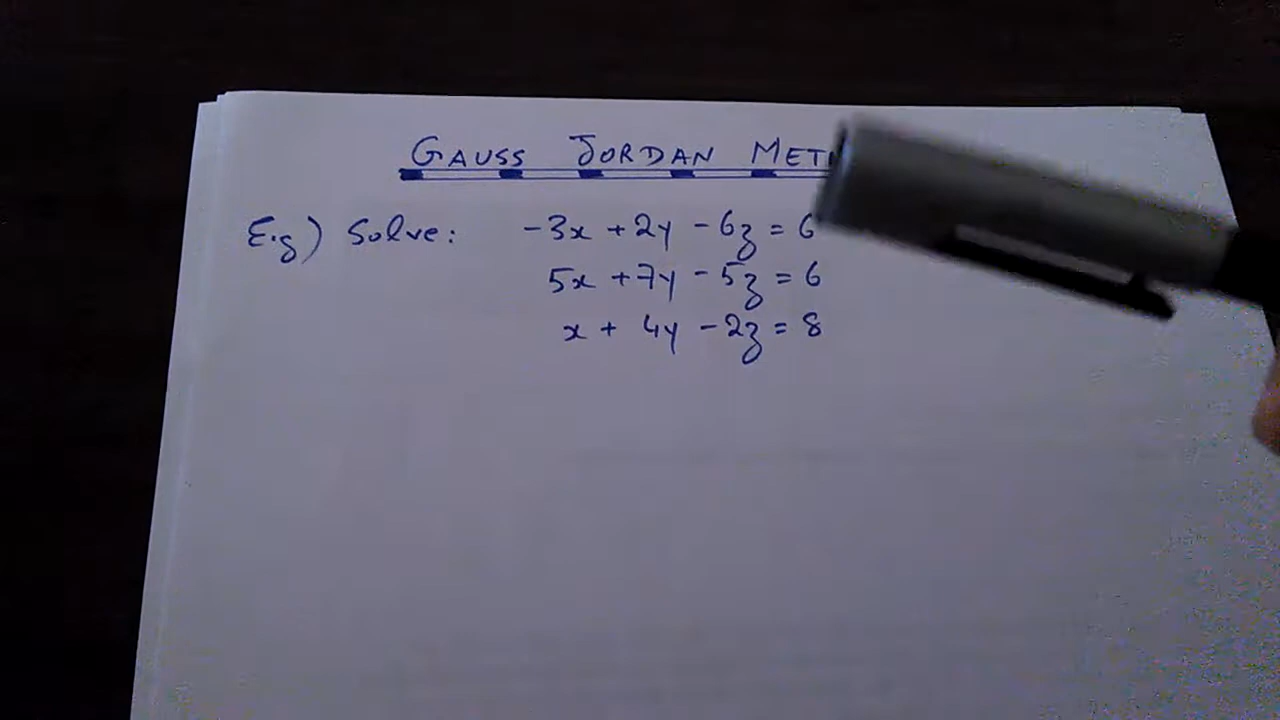 GAUSS JORDAN
E.g) Solve: -3x + 2y - 6z = 6
5x + 7y - 5z = 6
x + 4y - 2z = 8